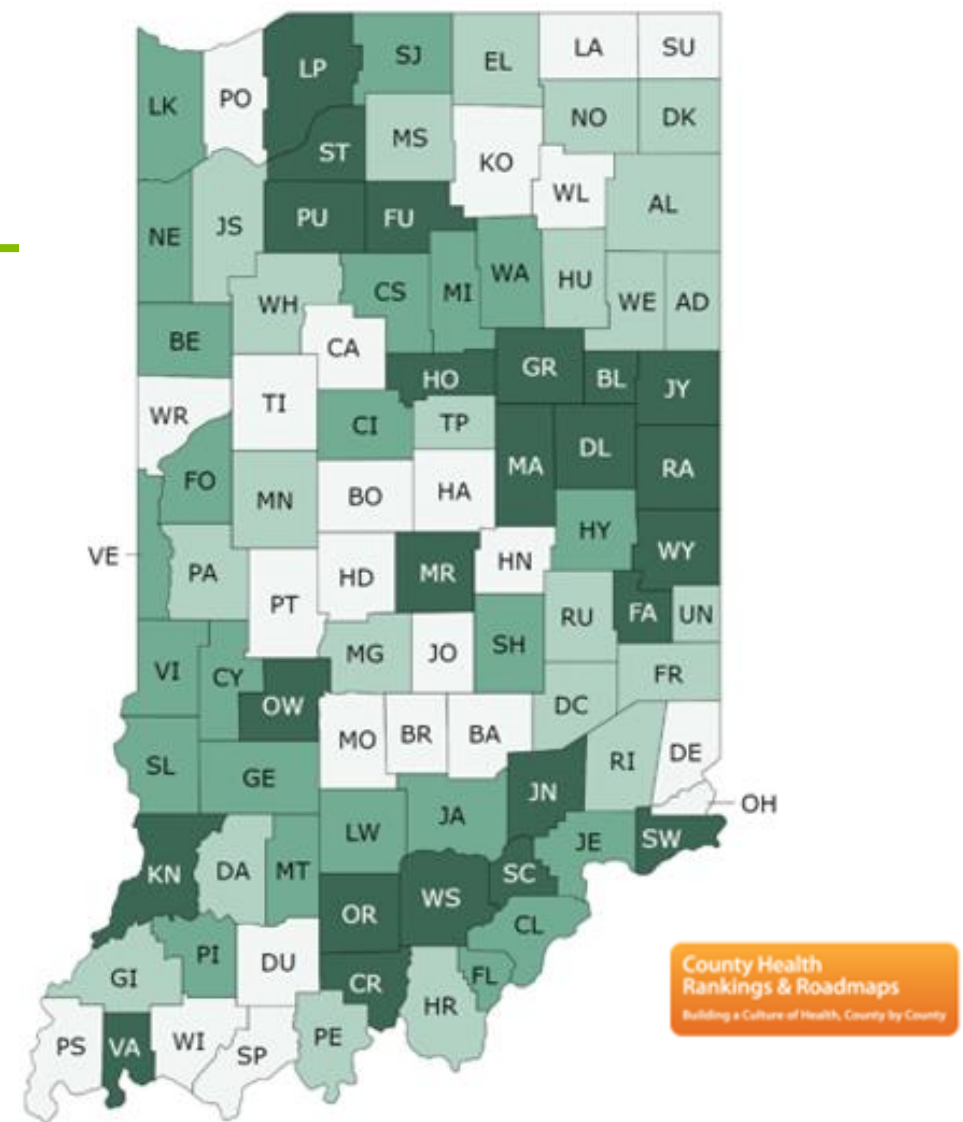 LP
SJ
EL
LA
SU
LK
PO
NO
DK
MS
ST
KO
WL
AL
NE
JS
PU
FU
WH
CS
MI
WA
HU
WE
AD
BE
CA
HO
GR
BL
JY
WR
TI
CI
TP
FO
MN
BO
HA
MA
DL
RA
VE
PA
HD
MR
HN
HY
WY
PT
RU
FA
UN
VI
CY
MG
JO
SH
FR
OW
DC
SL
GE
MO
BR
BA
RI
DE
JN
OH
LW
JA
JE
SW
KN
DA
MT
OR
WS
SC
CL
GI
PI
DU
CR
HR
FL
PS
VA
WI
SP
PE
County Health
Rankings & Roadmaps
Building a Culture of Health, County by County